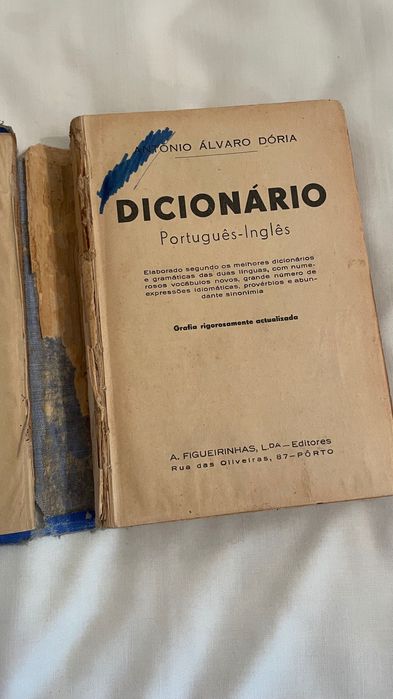 ANTÓNIO ÁLVARO DÓRIA
DICIONÁRIO
Português-Inglês
Elaborado segundo os melhores dicionários
e gramáticas das duas línguas, com nume-
rosos vocábulos novos, grande número de
expressões idiomáticas, provérbios e abun-
dante sinonímia
Grafia rigorosamente actualizada
A. FIGUEIRINHAS, L.DA — Editores
Rua das Oliveiras, 87 — PÔRTO